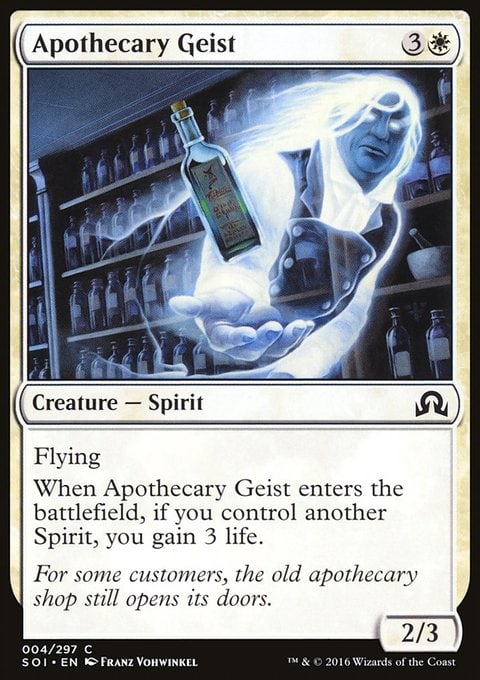 Apothecary Geist 3
Creature — Spirit
Flying
When Apothecary Geist enters the
battlefield, if you control another
Spirit, you gain 3 life.
For some customers, the old apothecary
shop still opens its doors.
2/3
004/297 C
SOI • EN Franz Vohwinkel
™ & © 2016 Wizards of the Coast